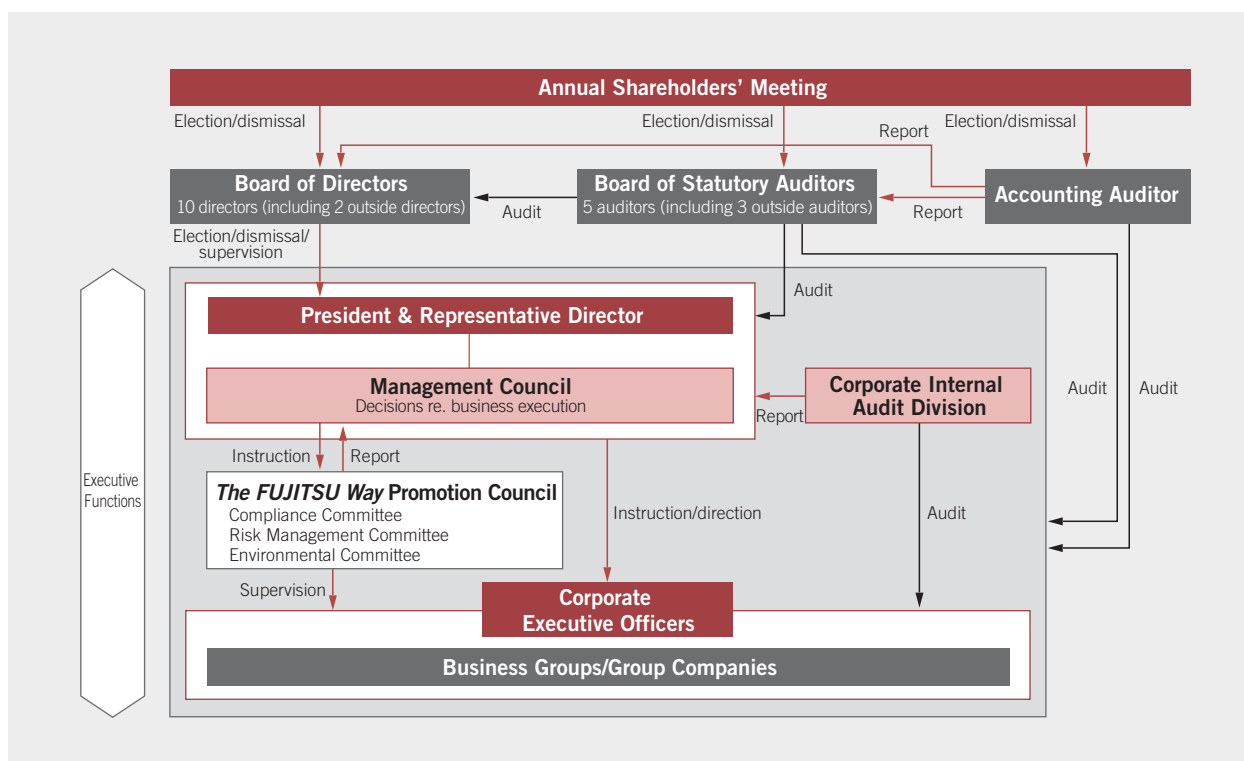 Annual Shareholders' Meeting
Election/dismissal
Election/dismissal
Election/dismissal
Report
Board of Directors
10 directors (including 2 outside directors)
Audit
Board of Statutory Auditors
5 auditors (including 3 outside auditors)
Report
Accounting Auditor
Election/dismissal/
supervision
Audit
President & Representative Director
Management Council
Decisions re. business execution
Report
Corporate Internal
Audit Division
Audit
Audit
Instruction
Report
Executive
Functions
The FUJITSU Way Promotion Council
Compliance Committee
Risk Management Committee
Environmental Committee
Instruction/direction
Audit
Supervision
Corporate
Executive Officers
Business Groups/Group Companies